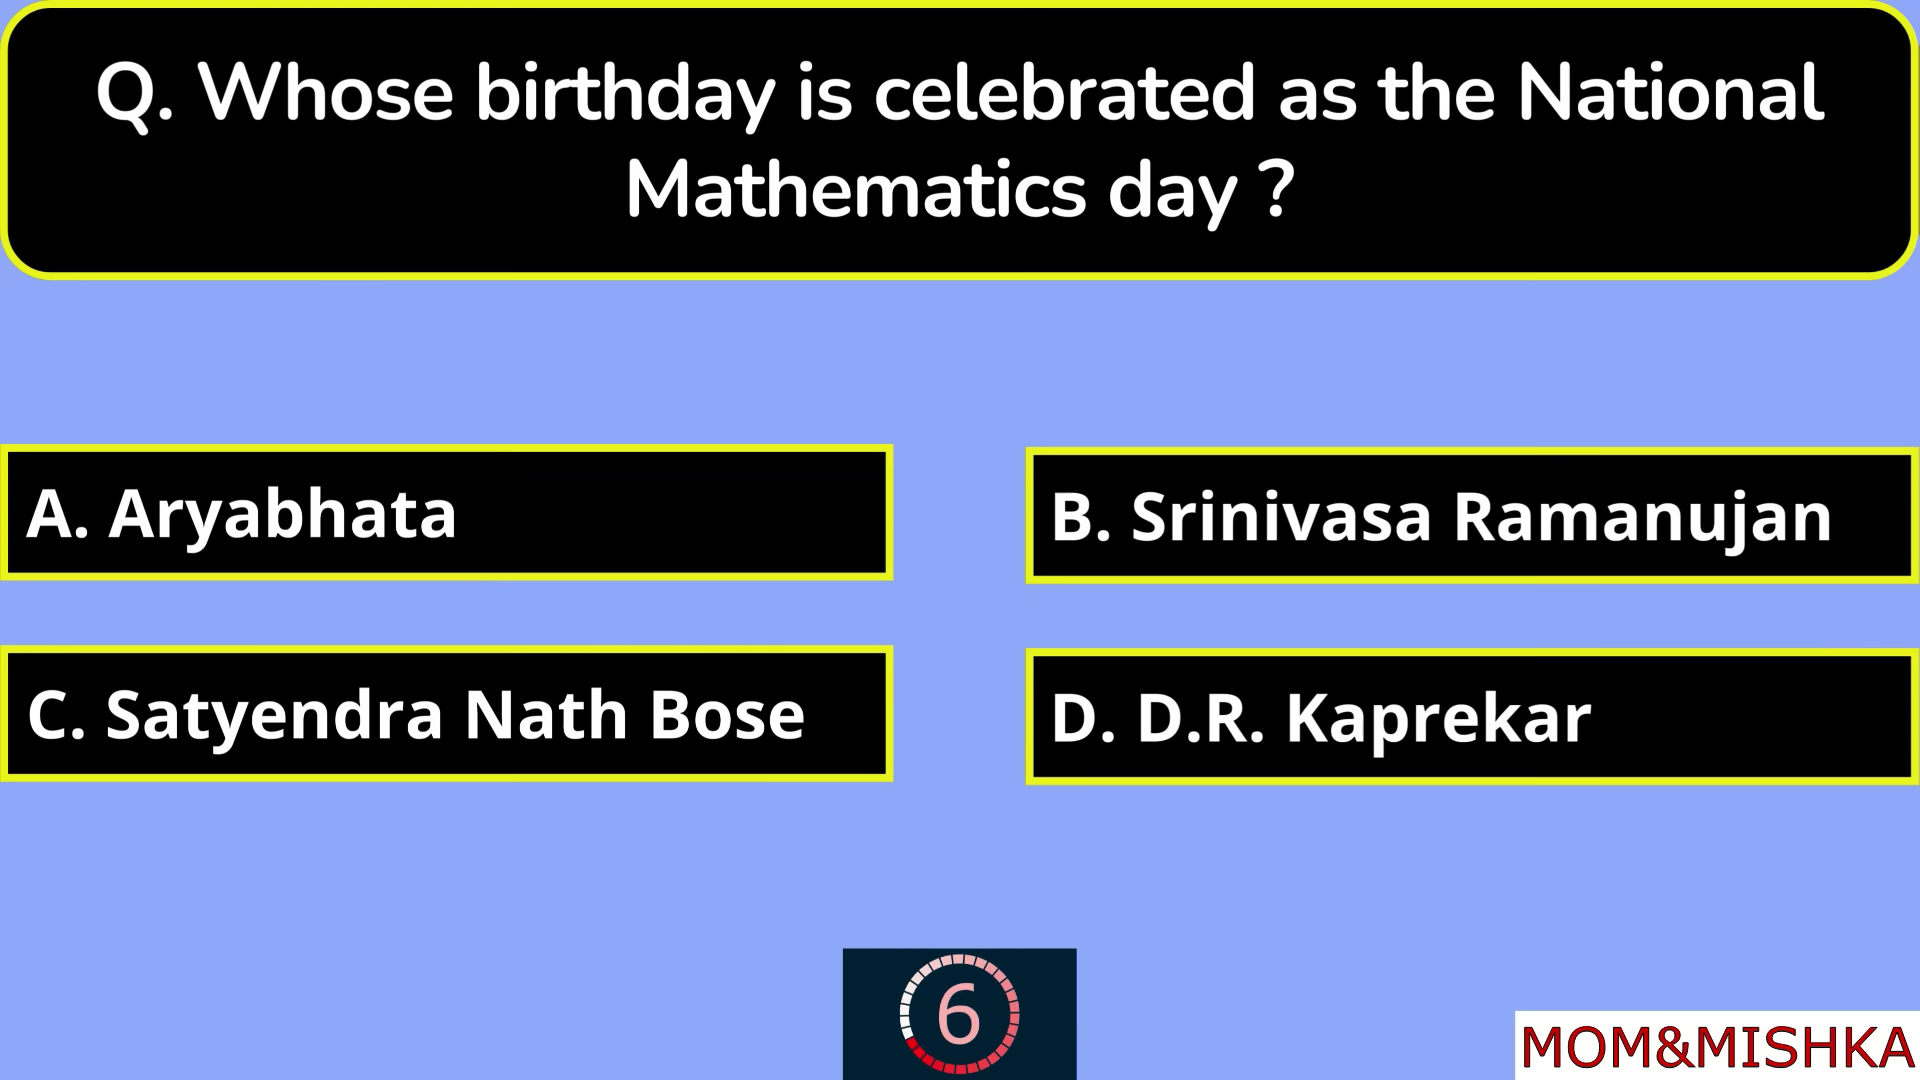 Q. Whose birthday is celebrated as the National
Mathematics day ?
A. Aryabhata
B. Srinivasa Ramanujan
C. Satyendra Nath Bose
D. D.R. Kaprekar
6
MOM&MISHKA